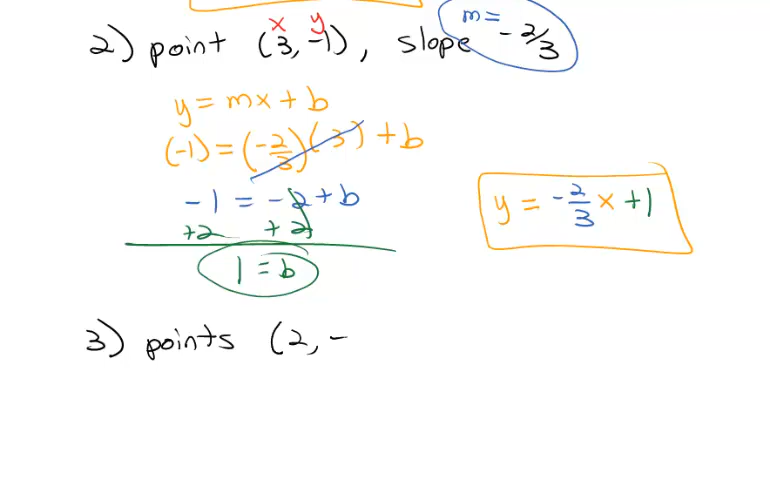 2) point (3, -1), slope m= -2/3
x y
y = mx + b
(-1) = (-2/3)(3) + b
-1 = -2 + b
+2 +2
1 = b
y = -2/3 x + 1
3) points (2, -